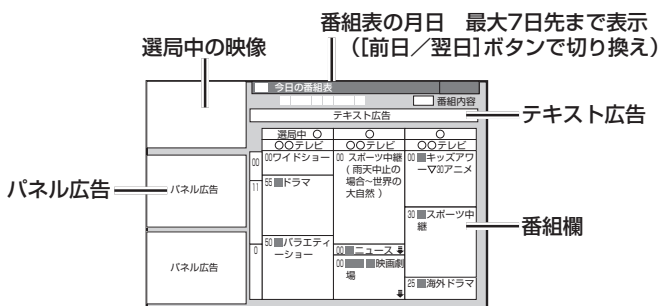 番組表の月日 最大7日先まで表示
([前日／翌日]ボタンで切り換え)
選局中の映像
今日の番組表
番組内容
テキスト広告
テキスト広告
選局中 ○
○
○
○○テレビ
○○テレビ
○○テレビ
00
00ワイドショー
00 スポーツ中継
(雨天中止の
場合~世界の
大自然)
00 キッズアワ
ー▽30アニメ
パネル広告
パネル広告
11
55 ドラマ
30 スポーツ中
継
番組欄
0
50 バラエティ
ーショー
00 ニュース
00 映画劇
場
パネル広告
25 海外ドラマ